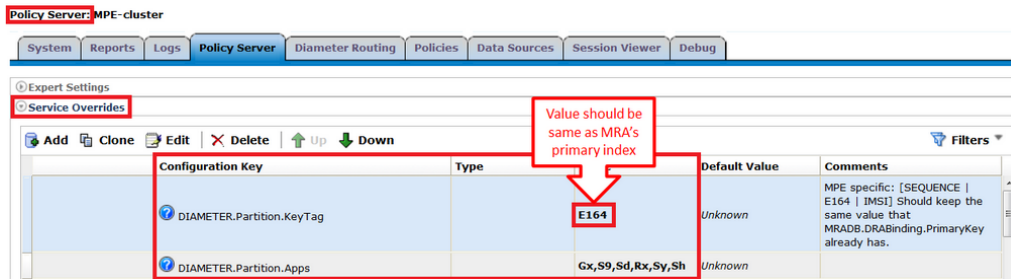 Policy Server: MPE-cluster
System Reports Logs Policy Server Diameter Routing Policies Data Sources Session Viewer Debug
Expert Settings
Service Overrides
Value should be
same as MRA's
primary index
Add Clone Edit Delete Up Down Filters
Configuration Key Type Default Value Comments
DIAMETER.Partition.KeyTag E164 Unknown
MPE specific: [SEQUENCE |
E164 | IMSI] Should keep the
same value that
MRADB.DRABinding.PrimaryKey
already has.
DIAMETER.Partition.Apps Gx,S9,Sd,Rx,Sy,Sh Unknown